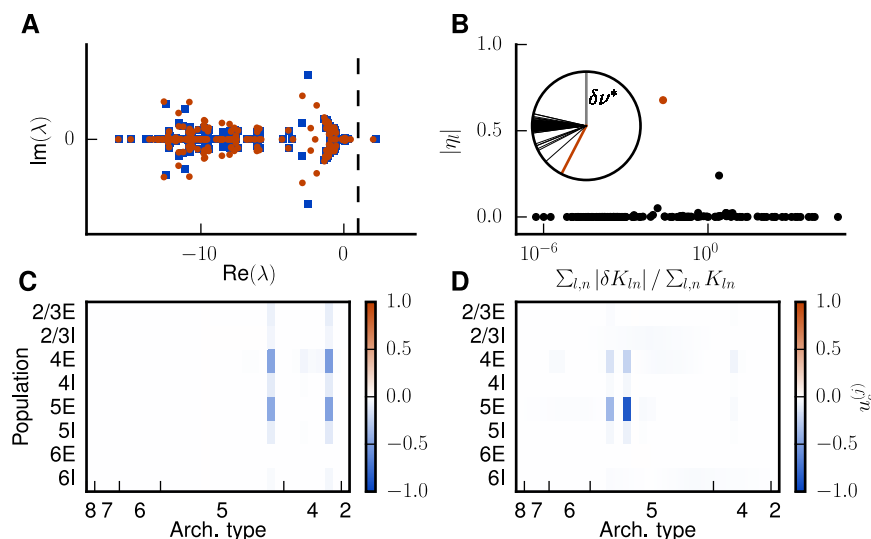 A
Im(λ)
0
−10
0
Re(λ)
B
|η_l|
1.0
0.5
0.0
δν*
10^−6
10^0
∑_{l,n} |δK_{ln}| / ∑_{l,n} K_{ln}
C
Population
2/3E
2/3I
4E
4I
5E
5I
6E
6I
8 7 6 5 4 2
Arch. type
1.0
0.5
0.0
−0.5
−1.0
D
2/3E
2/3I
4E
4I
5E
5I
6E
6I
8 7 6 5 4 2
Arch. type
1.0
0.5
0.0
−0.5
−1.0